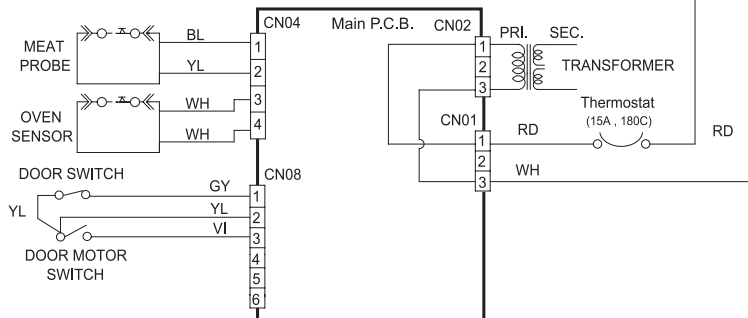 CN04
Main P.C.B.
CN02
MEAT
PROBE
BL
YL
1
2
3
4
OVEN
SENSOR
WH
WH
1
2
3
PRI.
SEC.
TRANSFORMER
CN01
1
2
3
RD
WH
Thermostat
(15A , 180C)
RD
DOOR SWITCH
CN08
GY
YL
VI
YL
1
2
3
4
5
6
DOOR MOTOR
SWITCH